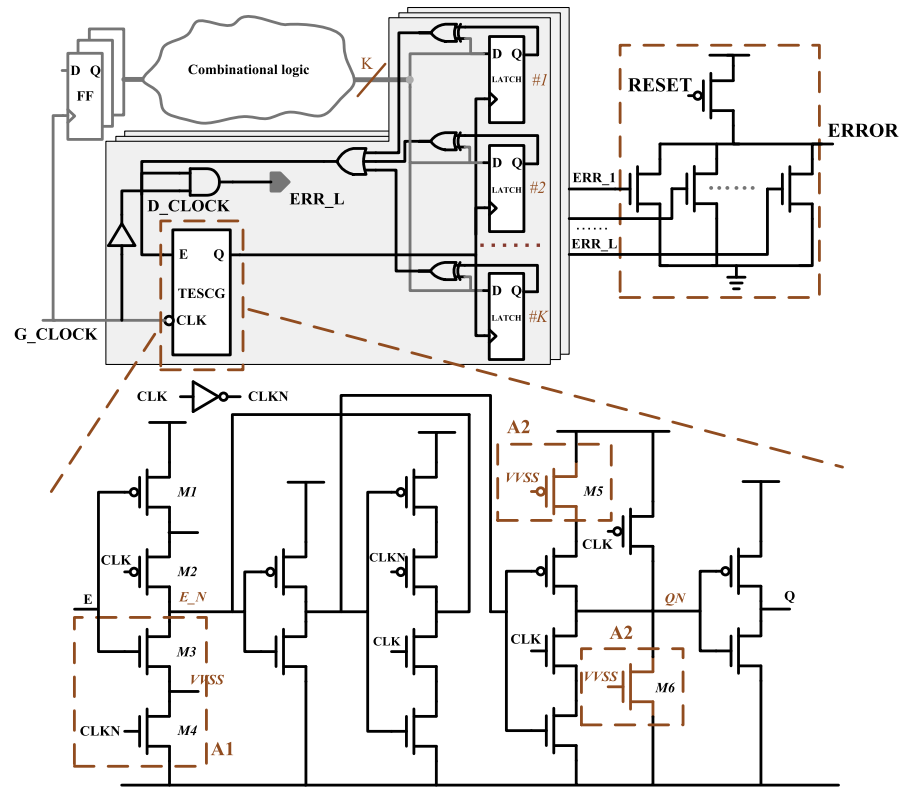 D Q
FF
Combinational logic
K
D Q
LATCH
#1
D Q
LATCH
#2
D Q
LATCH
#K
D_CLOCK
ERR_L
E Q
TESCG
CLK
G_CLOCK
RESET
ERROR
ERR_1
ERR_L
CLK
CLKN
A2
VVSS
M5
M1
CLK
M2
CLKN
CLK
E
E_N
QN
Q
M3
CLK
CLK
A2
VVSS
VVSS
M6
CLKN
M4
A1